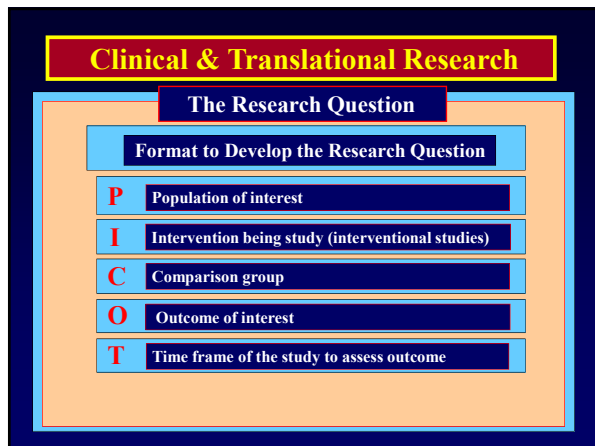 Clinical & Translational Research
The Research Question
Format to Develop the Research Question
P Population of interest
I Intervention being study (interventional studies)
C Comparison group
O Outcome of interest
T Time frame of the study to assess outcome